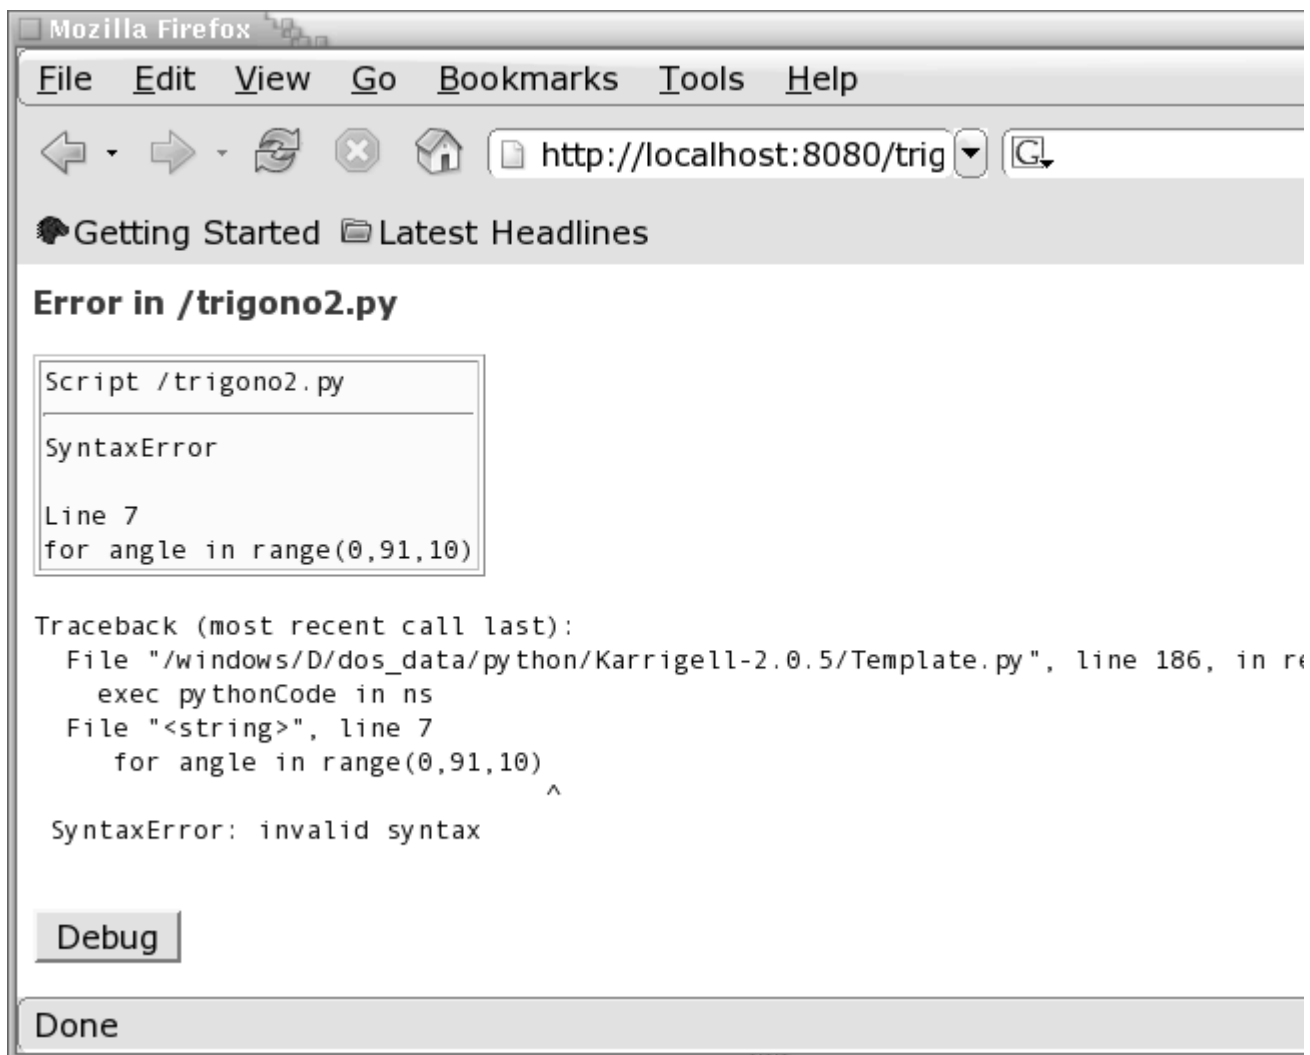 Mozilla Firefox
File Edit View Go Bookmarks Tools Help
http://localhost:8080/trig G
Getting Started Latest Headlines
Error in /trigono2.py
Script /trigono2.py
SyntaxError
Line 7
for angle in range(0,91,10)
Traceback (most recent call last):
File "/windows/D/dos_data/python/Karrigell-2.0.5/Template.py", line 186, in re
exec pythonCode in ns
File "<string>", line 7
for angle in range(0,91,10)
^
SyntaxError: invalid syntax
Debug
Done